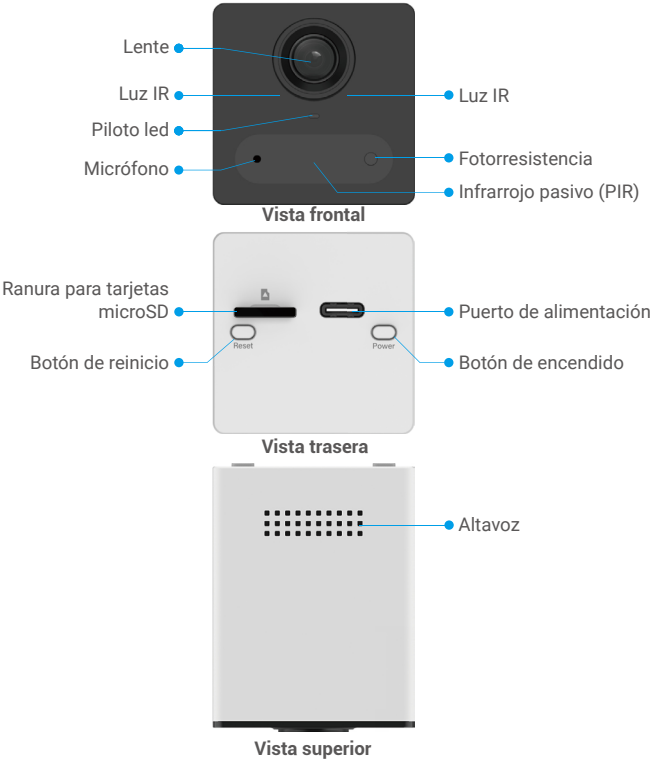 Lente
Luz IR
Luz IR
Piloto led
Micrófono
Fotorresistencia
Infrarrojo pasivo (PIR)
Vista frontal
Ranura para tarjetas
microSD
Puerto de alimentación
Reset
Power
Botón de reinicio
Botón de encendido
Vista trasera
Altavoz
Vista superior